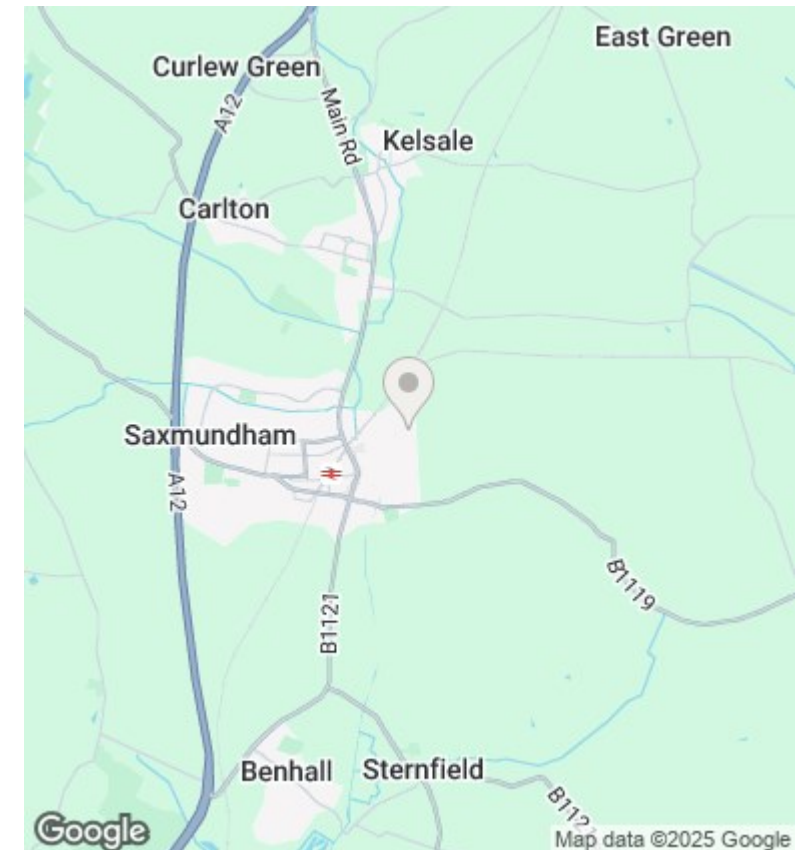 East Green
Curlew Green
A12
Main Rd
Kelsale
Carlton
Saxmundham
A12
B1119
B1121
Benhall
Sternfield
B1121
Google
Map data ©2025 Google